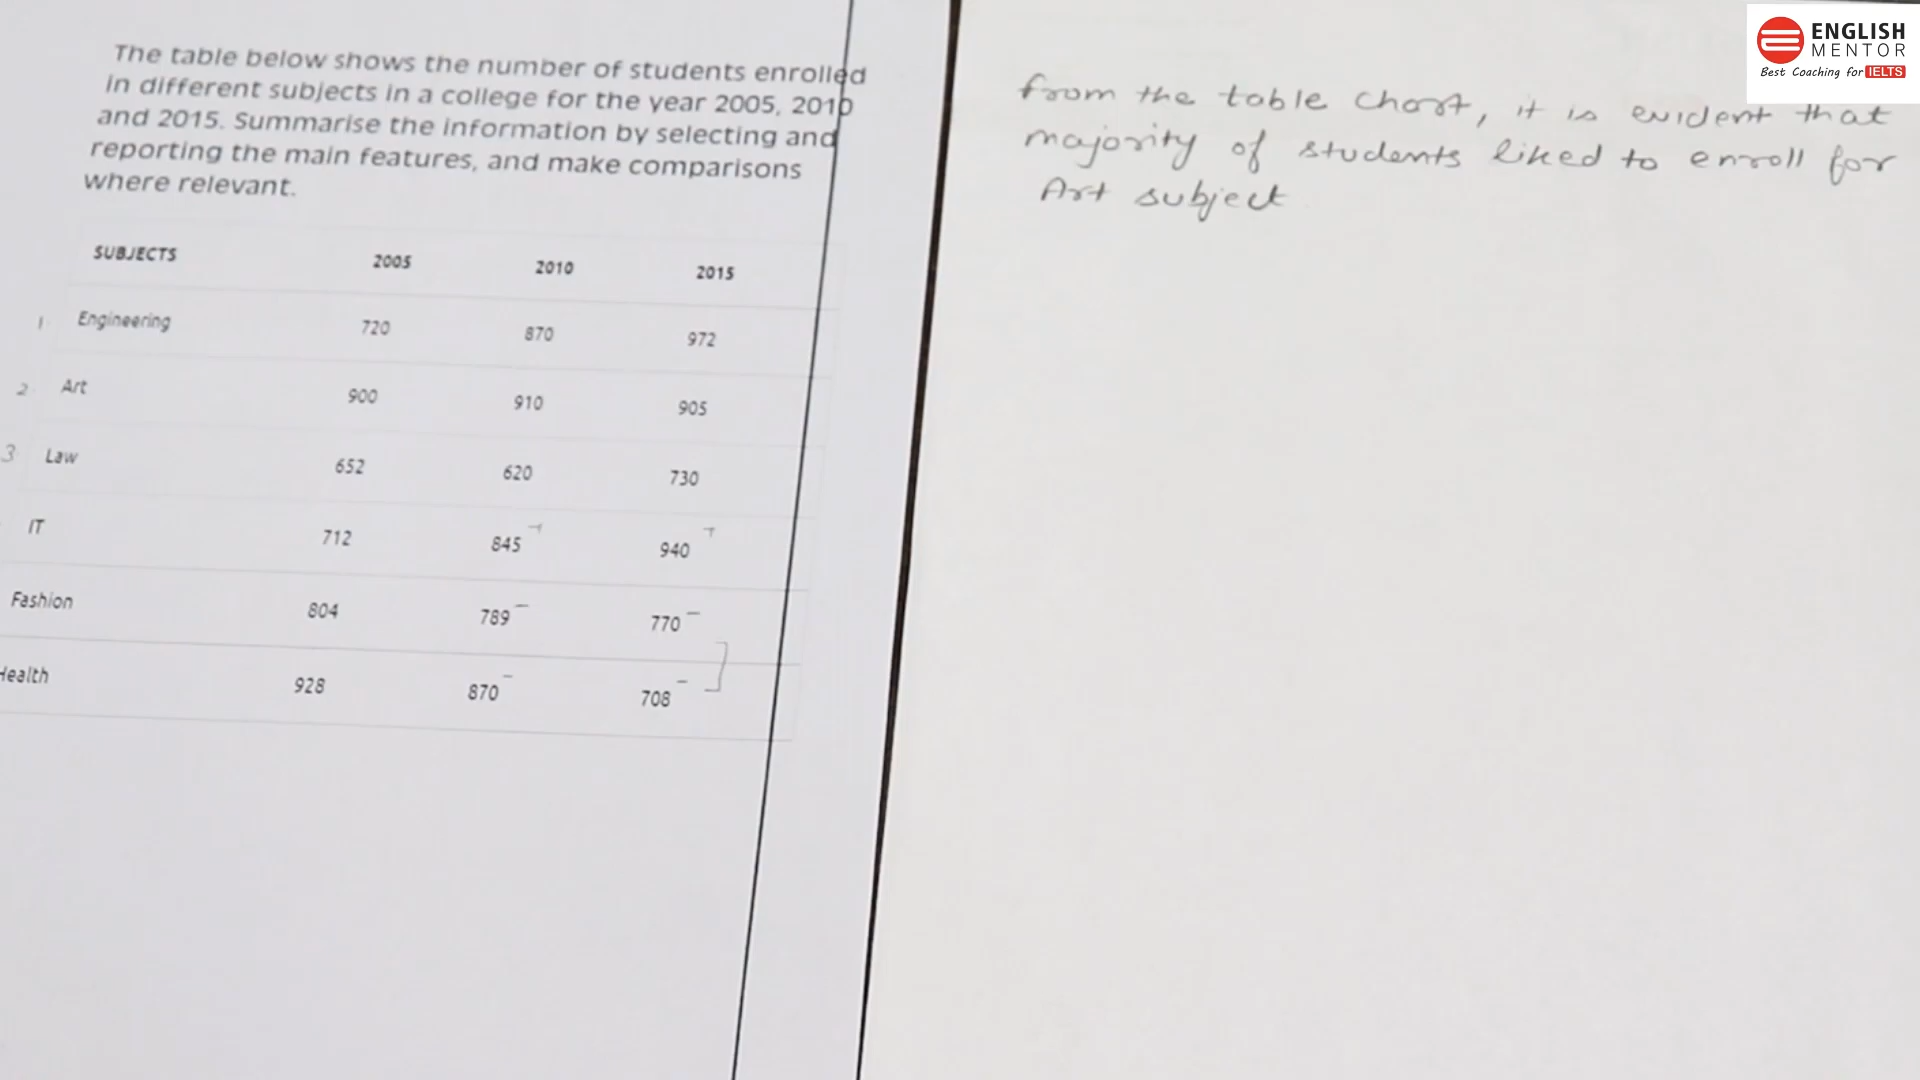 The table below shows the number of students enrolled
in different subjects in a college for the year 2005, 2010
and 2015. Summarise the information by selecting and
reporting the main features, and make comparisons
where relevant.
SUBJECTS 2005 2010 2015
1 Engineering 720 870 972
2 Art 900 910 905
3 Law 652 620 730
IT 712 845 940
Fashion 804 789 770
Health 928 870 708
from the table chart, it is evident that
majority of students liked to enroll for
Art subject
ENGLISH
MENTOR
Best Coaching for IELTS